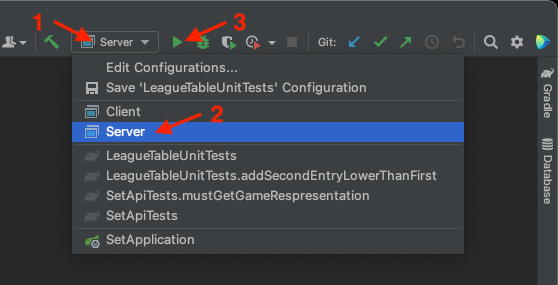 1
3
Server
Git:
Edit Configurations...
Save 'LeagueTableUnitTests' Configuration
Client
2
Server
LeagueTableUnitTests
LeagueTableUnitTests.addSecondEntryLowerThanFirst
SetApiTests.mustGetGameRespresentation
SetApiTests
SetApplication
Gradle
Database